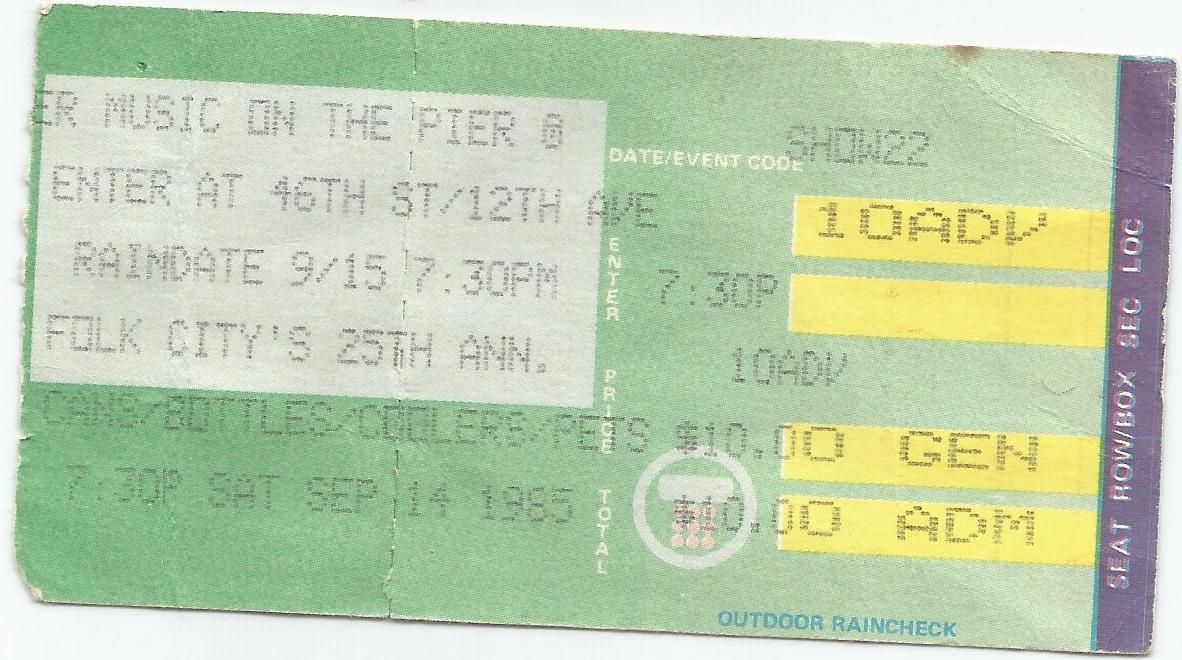 ER MUSIC ON THE PIER @
ENTER AT 46TH ST/12TH AVE
RAINDATE 9/15 7:30PM
FOLK CITY'S 25TH ANN.
CANS/BOTTLES/COOLERS/PETS
7:30P SAT SEP 14 1985
DATE/EVENT CODE
SHOW22
10ADV
ENTER
7:30P
10ADV
PRICE
$10.00 GEN
TOTAL
$10.00 ADM
OUTDOOR RAINCHECK
SEAT ROW/BOX SEC LOC